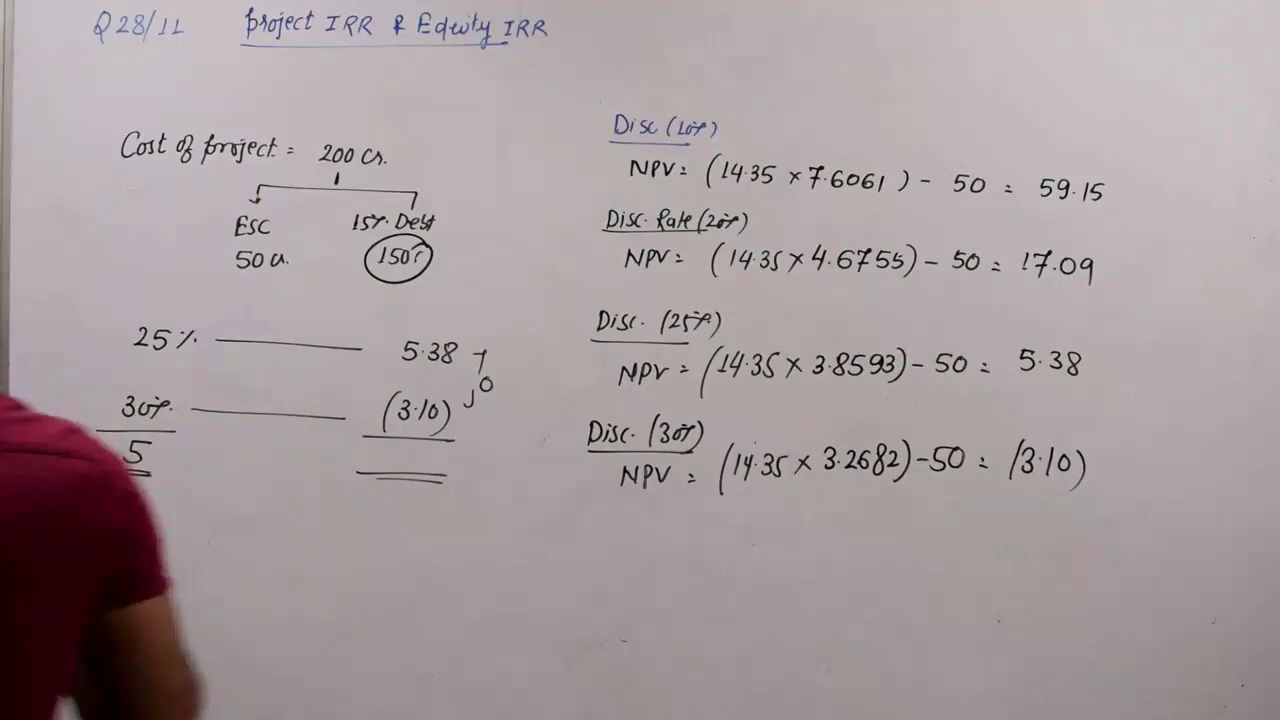 Q 28/11 Project IRR & Equity IRR
Cost of project = 200 Cr.
ESC 15%. Debt
50 Cr. 150 Cr
25% 5.38
0
30%. (3.10)
5
Disc (10%)
NPV = (14.35 × 7.6061) - 50 = 59.15
Disc. Rate (20%)
NPV = (14.35 × 4.6755) - 50 = 17.09
Disc. (25%)
NPV = (14.35 × 3.8593) - 50 = 5.38
Disc. (30%)
NPV = (14.35 × 3.2682) - 50 = (3.10)